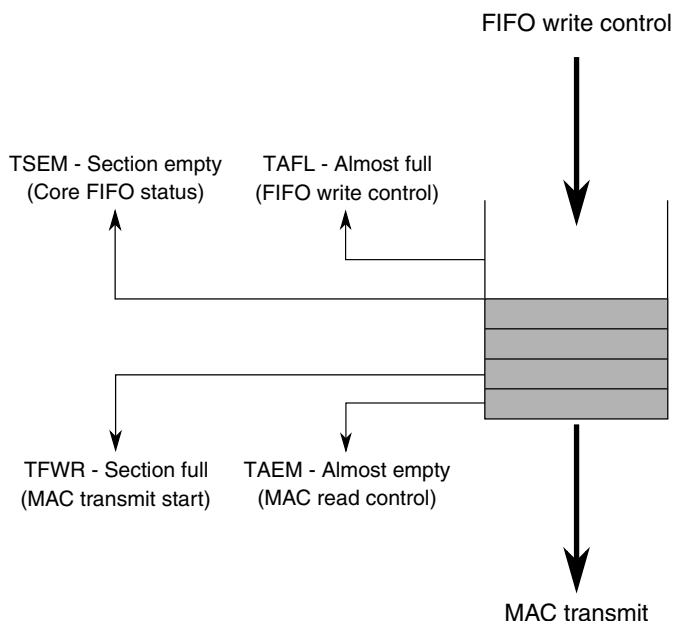 FIFO write control
TSEM - Section empty
(Core FIFO status)
TAFL - Almost full
(FIFO write control)
TFWR - Section full
(MAC transmit start)
TAEM - Almost empty
(MAC read control)
MAC transmit